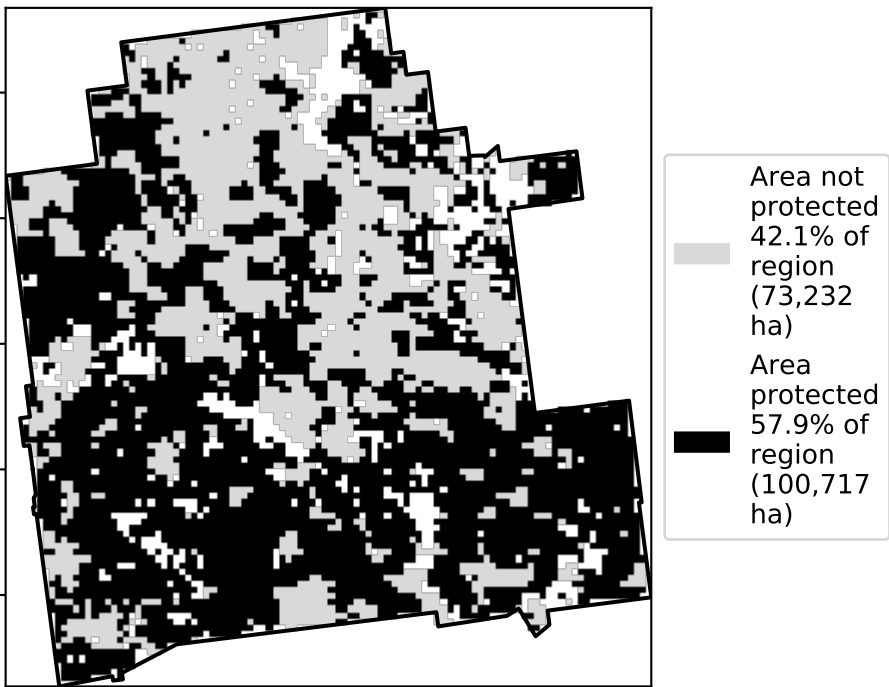 Area not
protected
42.1% of
region
(73,232
ha)
Area
protected
57.9% of
region
(100,717
ha)